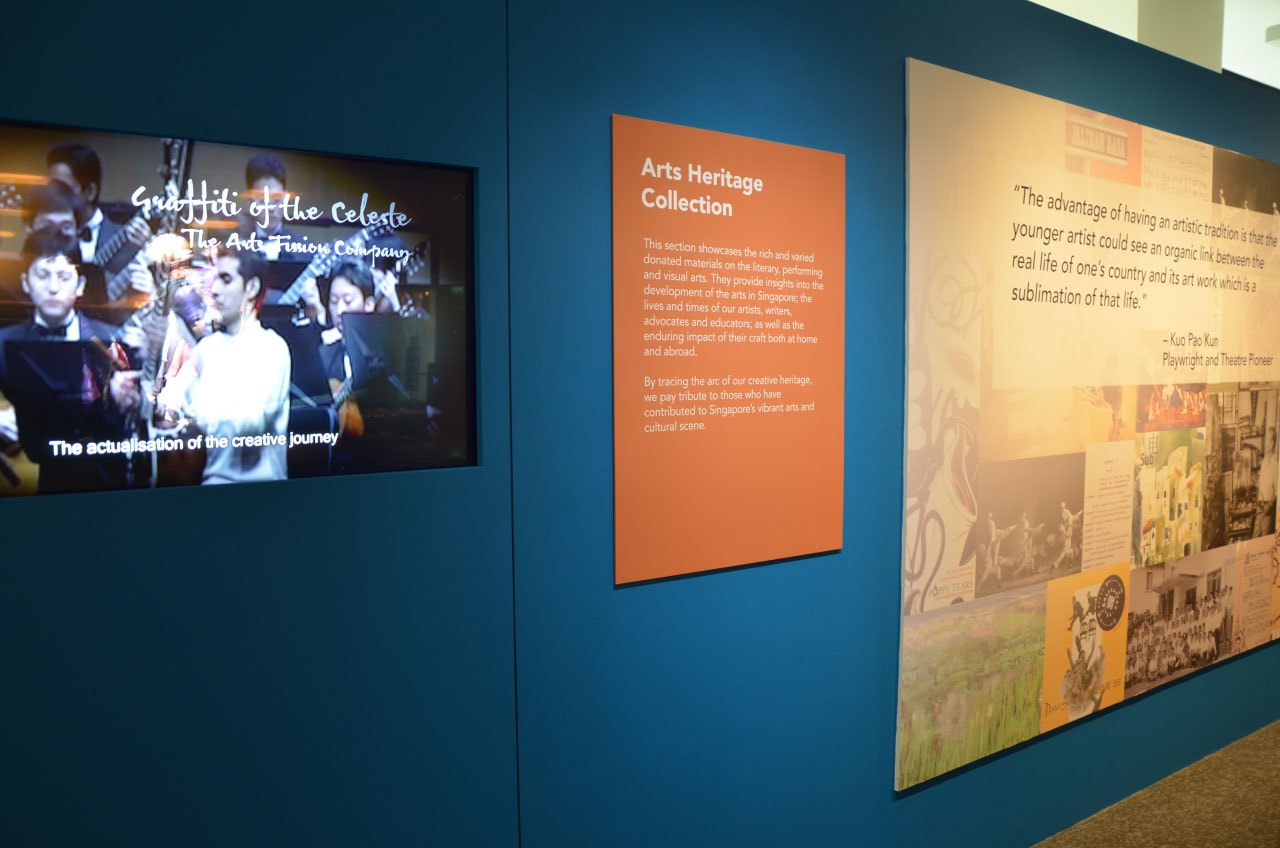 Graffiti of the Celeste
The Arts Fission Company
The actualisation of the creative journey
Arts Heritage
Collection
This section showcases the rich and varied
donated materials on the literary, performing
and visual arts. They provide insights into the
development of the arts in Singapore; the
lives and times of our artists, writers,
advocates and educators; as well as the
enduring impact of their craft both at home
and abroad.
By tracing the arc of our creative heritage,
we pay tribute to those who have
contributed to Singapore's vibrant arts and
cultural scene.
"The advantage of having an artistic tradition is that the
younger artist could see an organic link between the
real life of one's country and its art work which is a
sublimation of that life."
– Kuo Pao Kun
Playwright and Theatre Pioneer
POPPY TEARS